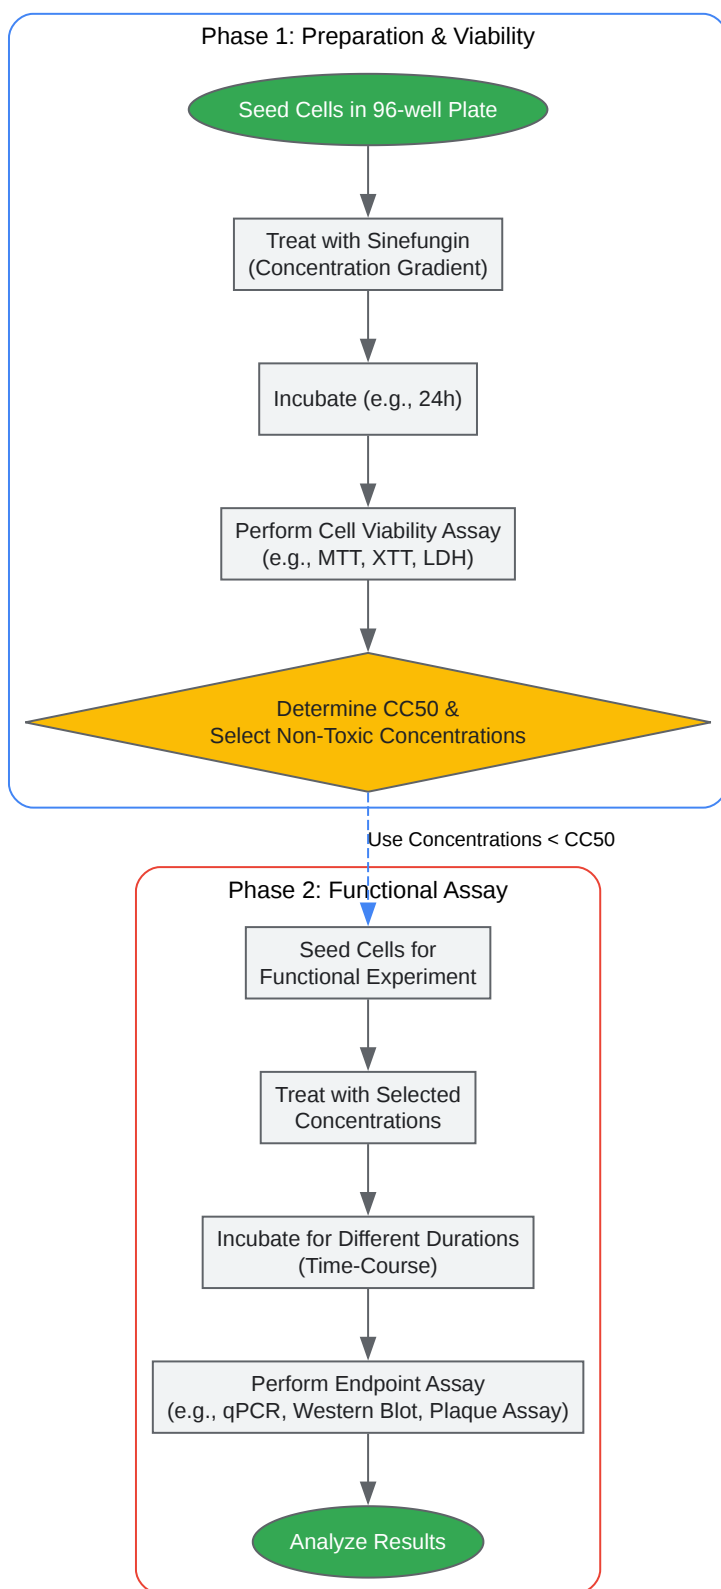 Phase 1: Preparation & Viability
Seed Cells in 96-well Plate
Treat with Sinefungin
(Concentration Gradient)
Incubate (e.g., 24h)
Perform Cell Viability Assay
(e.g., MTT, XTT, LDH)
Determine CC50 &
Select Non-Toxic Concentrations
Use Concentrations < CC50
Phase 2: Functional Assay
Seed Cells for
Functional Experiment
Treat with Selected
Concentrations
Incubate for Different Durations
(Time-Course)
Perform Endpoint Assay
(e.g., qPCR, Western Blot, Plaque Assay)
Analyze Results